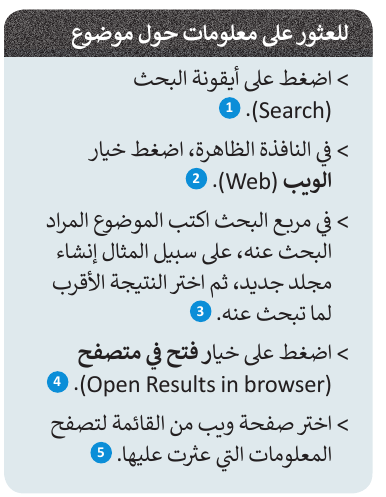 للعثور على معلومات حول موضوع
> اضغط على أيقونة البحث
(Search). 1
> في النافذة الظاهرة، اضغط خيار
الويب (Web). 2
> في مربع البحث اكتب الموضوع المراد
البحث عنه، على سبيل المثال إنشاء
مجلد جديد، ثم اختر النتيجة الأقرب
لما تبحث عنه. 3
> اضغط على خيار فتح في متصفح
(Open Results in browser). 4
> اختر صفحة ويب من القائمة لتصفح
المعلومات التي عثرت عليها. 5